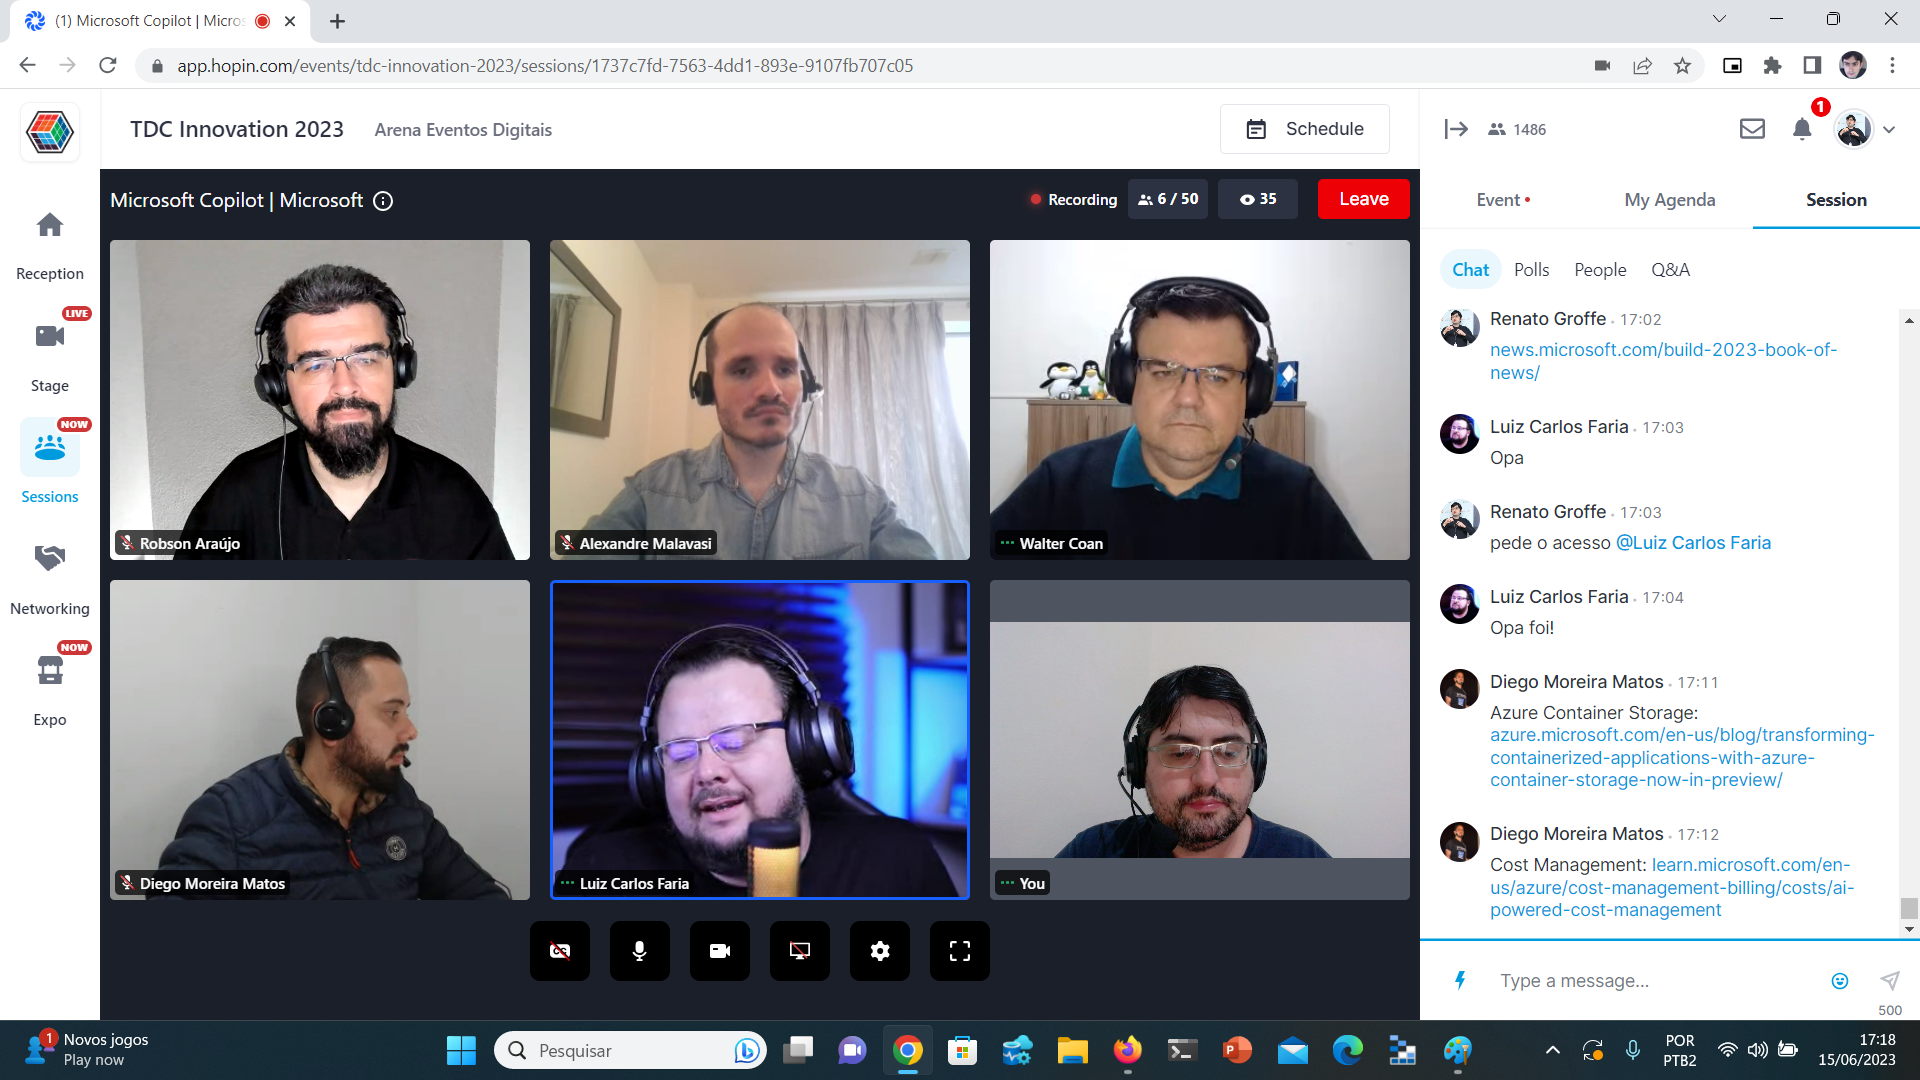 (1) Microsoft Copilot | Micros
app.hopin.com/events/tdc-innovation-2023/sessions/1737c7fd-7563-4dd1-893e-9107fb707c05
TDC Innovation 2023
Arena Eventos Digitais
Schedule
1486
1
Microsoft Copilot | Microsoft
Recording
6 / 50
35
Leave
Event
My Agenda
Session
Chat
Polls
People
Q&A
Reception
LIVE
Stage
NOW
Sessions
Networking
NOW
Expo
Robson Araújo
Alexandre Malavasi
Walter Coan
Diego Moreira Matos
Luiz Carlos Faria
You
Renato Groffe 17:02
news.microsoft.com/build-2023-book-of-
news/
Luiz Carlos Faria 17:03
Opa
Renato Groffe 17:03
pede o acesso @Luiz Carlos Faria
Luiz Carlos Faria 17:04
Opa foi!
Diego Moreira Matos 17:11
Azure Container Storage:
azure.microsoft.com/en-us/blog/transforming-
containerized-applications-with-azure-
container-storage-now-in-preview/
Diego Moreira Matos 17:12
Cost Management: learn.microsoft.com/en-
us/azure/cost-management-billing/costs/ai-
powered-cost-management
CC
Type a message...
500
1
Novos jogos
Play now
Pesquisar
POR
PTB2
17:18
15/06/2023